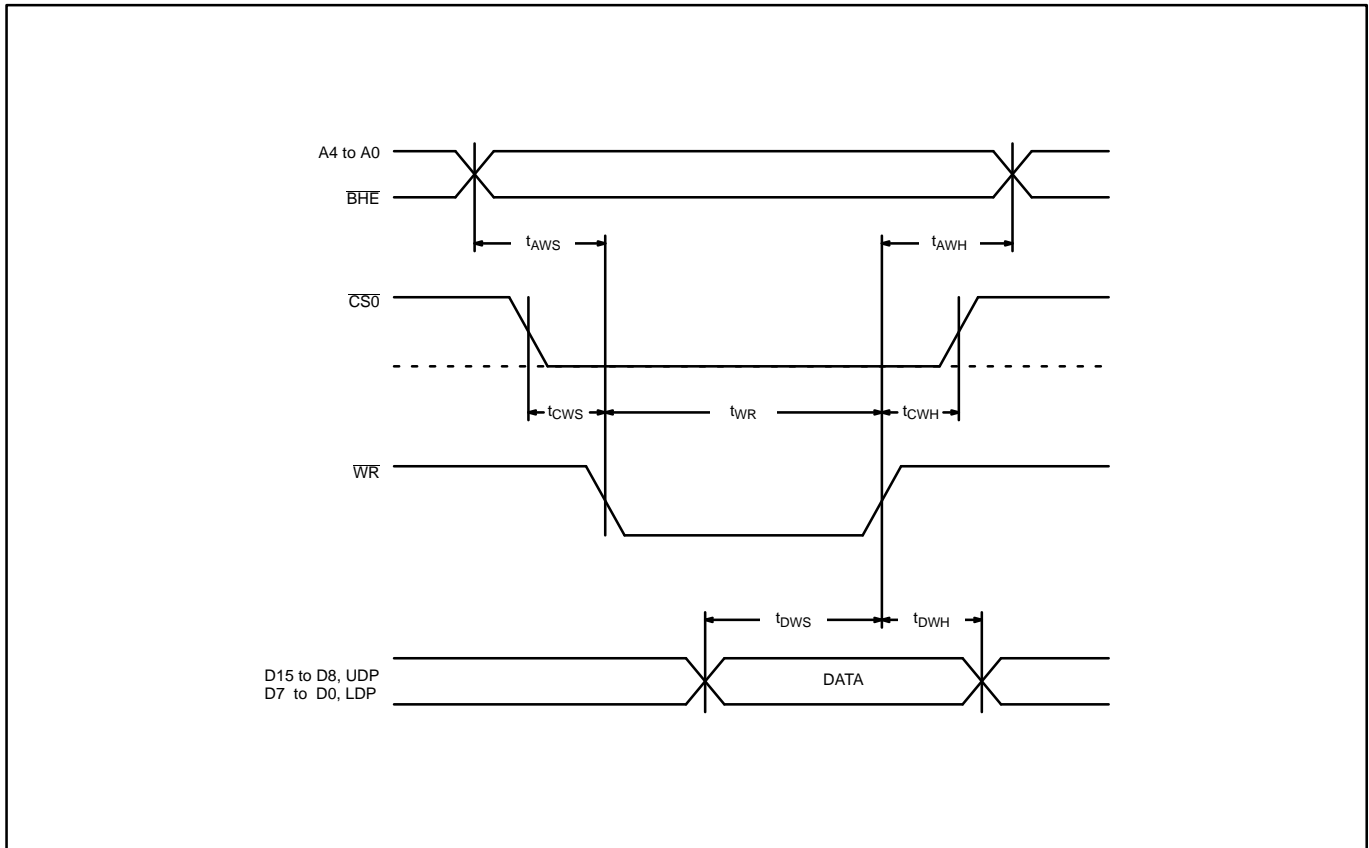 A4 to A0
BHE
tAWS
tAWH
CS0
tCWS
tWR
tCWH
WR
tDWS
tDWH
D15 to D8, UDP
DATA
D7 to D0, LDP